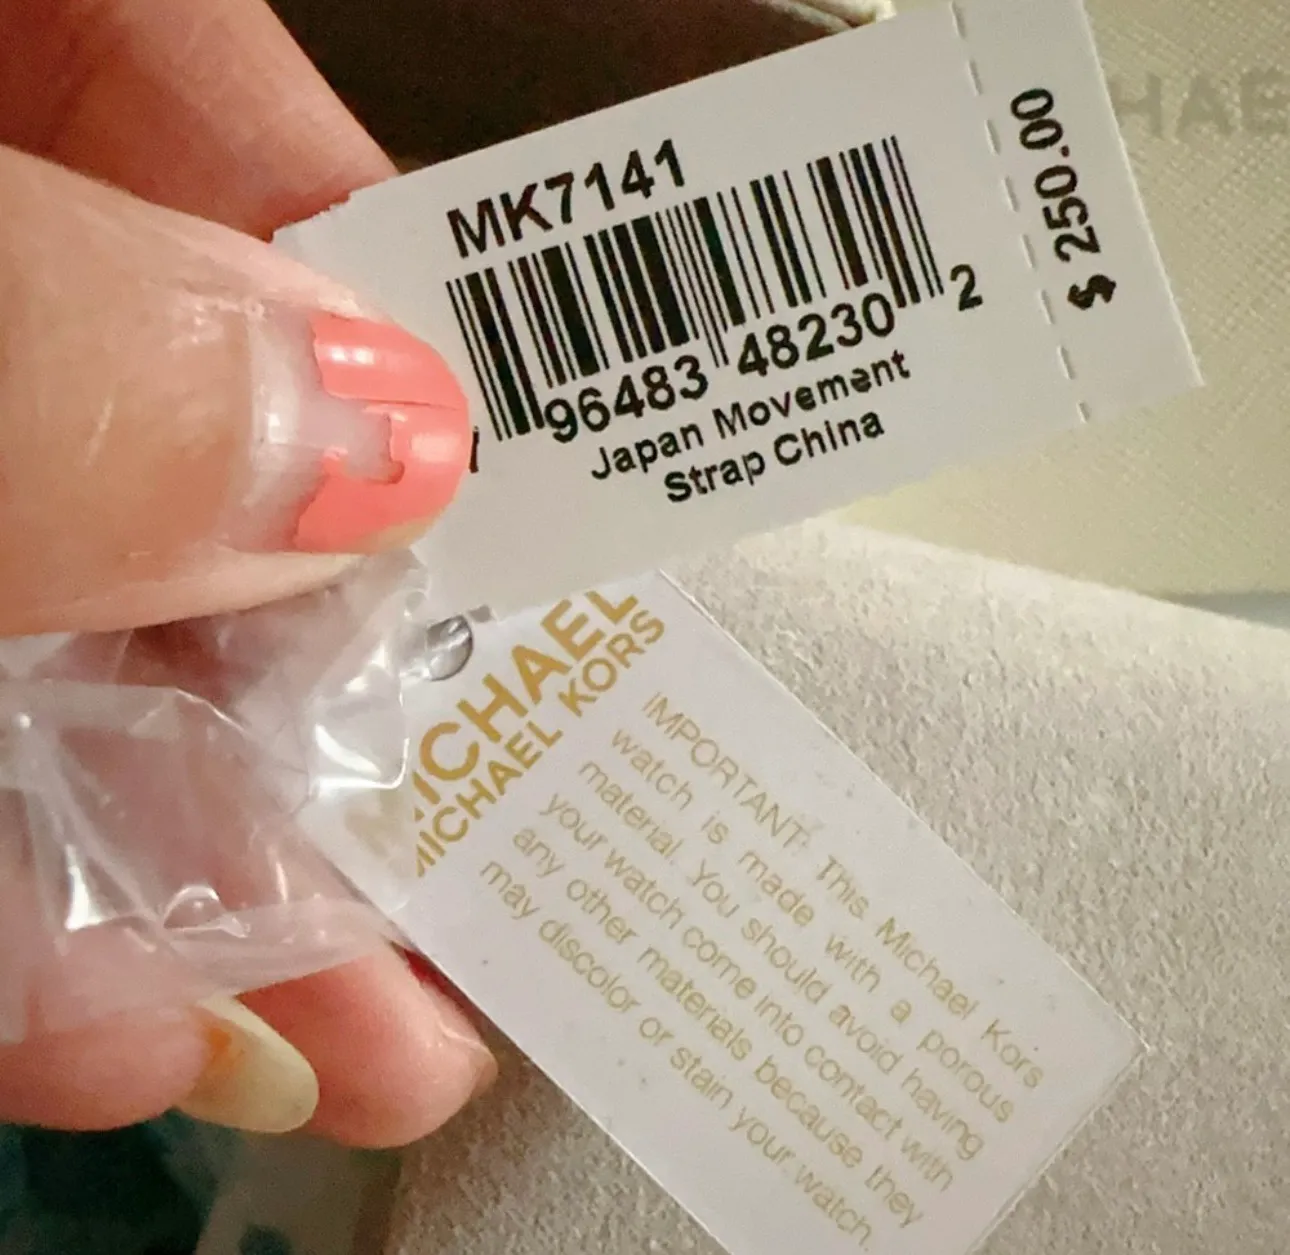 MK7141
96483 48230 2
Japan Movement
Strap China
$ 250.00
HAE
MICHAEL
MICHAEL KORS
IMPORTANT: This Michael Kors
watch is made with a porous
material. You should avoid having
your watch come into contact with
any other materials because they
may discolor or stain your watch.